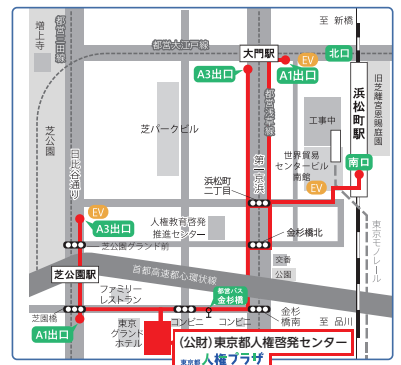 至 新橋
増上寺
都営三田線
都営大江戸線
大門駅
北口
EV
A3出口
A1出口
都営浅草線
浜松町駅
旧芝離宮恩賜庭園
工事中
芝公園
芝パークビル
日比谷通り
第一京浜
世界貿易
センタービル
南館
南口
EV
浜松町
二丁目
EV
A3出口
人権教育啓発
推進センター
金杉橋北
東京モノレール
芝公園グランド前
交番
公園
芝公園駅
首都高速都心環状線
ファミリー
レストラン
都営バス
金杉橋
芝園橋
A1出口
東京
グランド
ホテル
コンビニ
コンビニ
金杉
橋南
至 品川
(公財)東京都人権啓発センター
東京都 人権プラザ